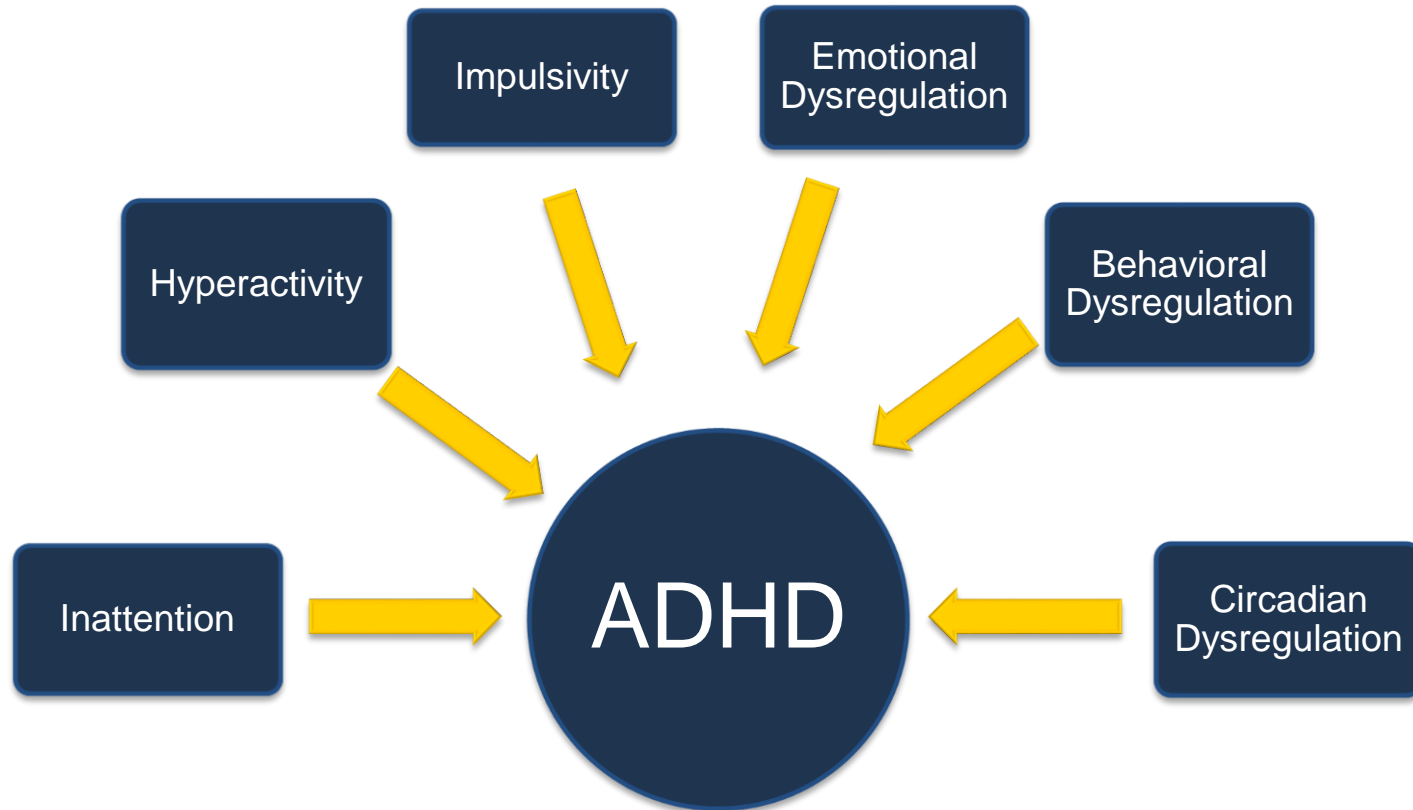 Impulsivity
Emotional
Dysregulation
Hyperactivity
Behavioral
Dysregulation
Inattention
ADHD
Circadian
Dysregulation